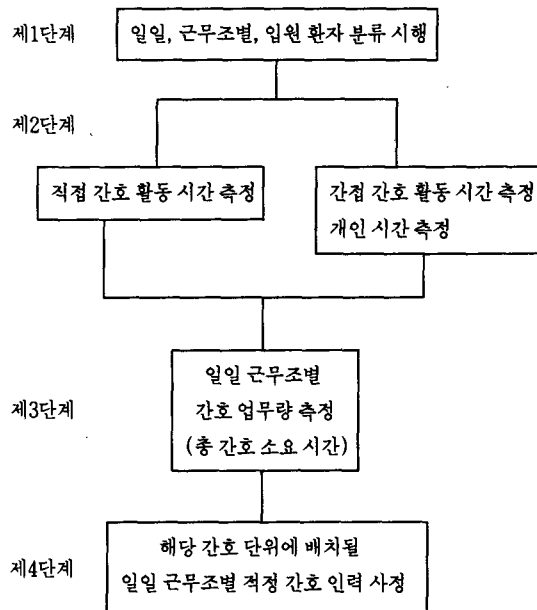 제1단계
일일, 근무조별, 입원 환자 분류 시행
제2단계
직접 간호 활동 시간 측정
간접 간호 활동 시간 측정
개인 시간 측정
제3단계
일일 근무조별
간호 업무량 측정
(총 간호 소요 시간)
제4단계
해당 간호 단위에 배치될
일일 근무조별 적정 간호 인력 사정